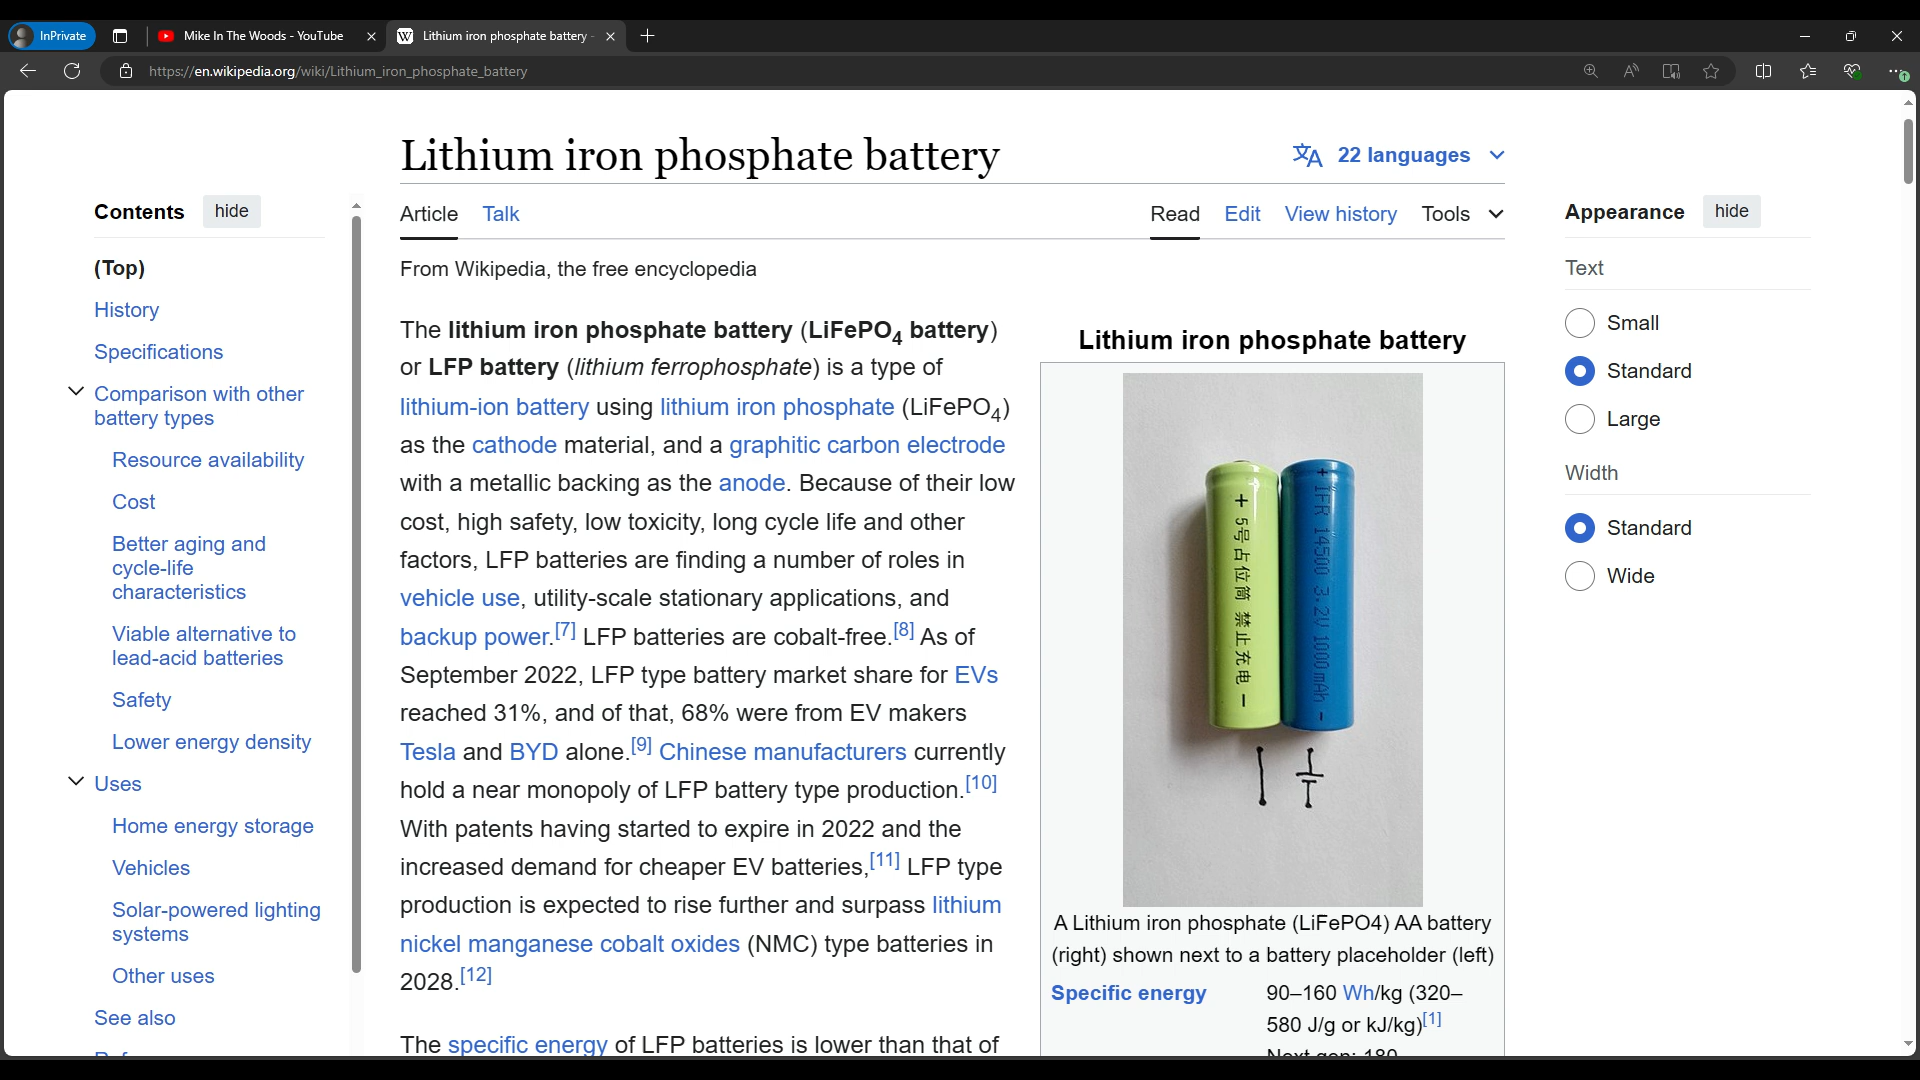 InPrivate
Mike In The Woods - YouTube
Lithium iron phosphate battery -
https://en.wikipedia.org/wiki/Lithium_iron_phosphate_battery
Lithium iron phosphate battery
22 languages
Article Talk
Read Edit View history Tools
From Wikipedia, the free encyclopedia
Contents hide
(Top)
History
Specifications
Comparison with other
battery types
Resource availability
Cost
Better aging and
cycle-life
characteristics
Viable alternative to
lead-acid batteries
Safety
Lower energy density
Uses
Home energy storage
Vehicles
Solar-powered lighting
systems
Other uses
See also
The lithium iron phosphate battery (LiFePO4 battery)
or LFP battery (lithium ferrophosphate) is a type of
lithium-ion battery using lithium iron phosphate (LiFePO4)
as the cathode material, and a graphitic carbon electrode
with a metallic backing as the anode. Because of their low
cost, high safety, low toxicity, long cycle life and other
factors, LFP batteries are finding a number of roles in
vehicle use, utility-scale stationary applications, and
backup power.[7] LFP batteries are cobalt-free.[8] As of
September 2022, LFP type battery market share for EVs
reached 31%, and of that, 68% were from EV makers
Tesla and BYD alone.[9] Chinese manufacturers currently
hold a near monopoly of LFP battery type production.[10]
With patents having started to expire in 2022 and the
increased demand for cheaper EV batteries,[11] LFP type
production is expected to rise further and surpass lithium
nickel manganese cobalt oxides (NMC) type batteries in
2028.[12]
The specific energy of LFP batteries is lower than that of
Lithium iron phosphate battery
+ 5号占位筒 禁止充电 -
+ IFR 14500 3.2V 1000mAh -
A Lithium iron phosphate (LiFePO4) AA battery
(right) shown next to a battery placeholder (left)
Specific energy 90–160 Wh/kg (320–
580 J/g or kJ/kg)[1]
Next gen: 180
Appearance hide
Text
Small
Standard
Large
Width
Standard
Wide